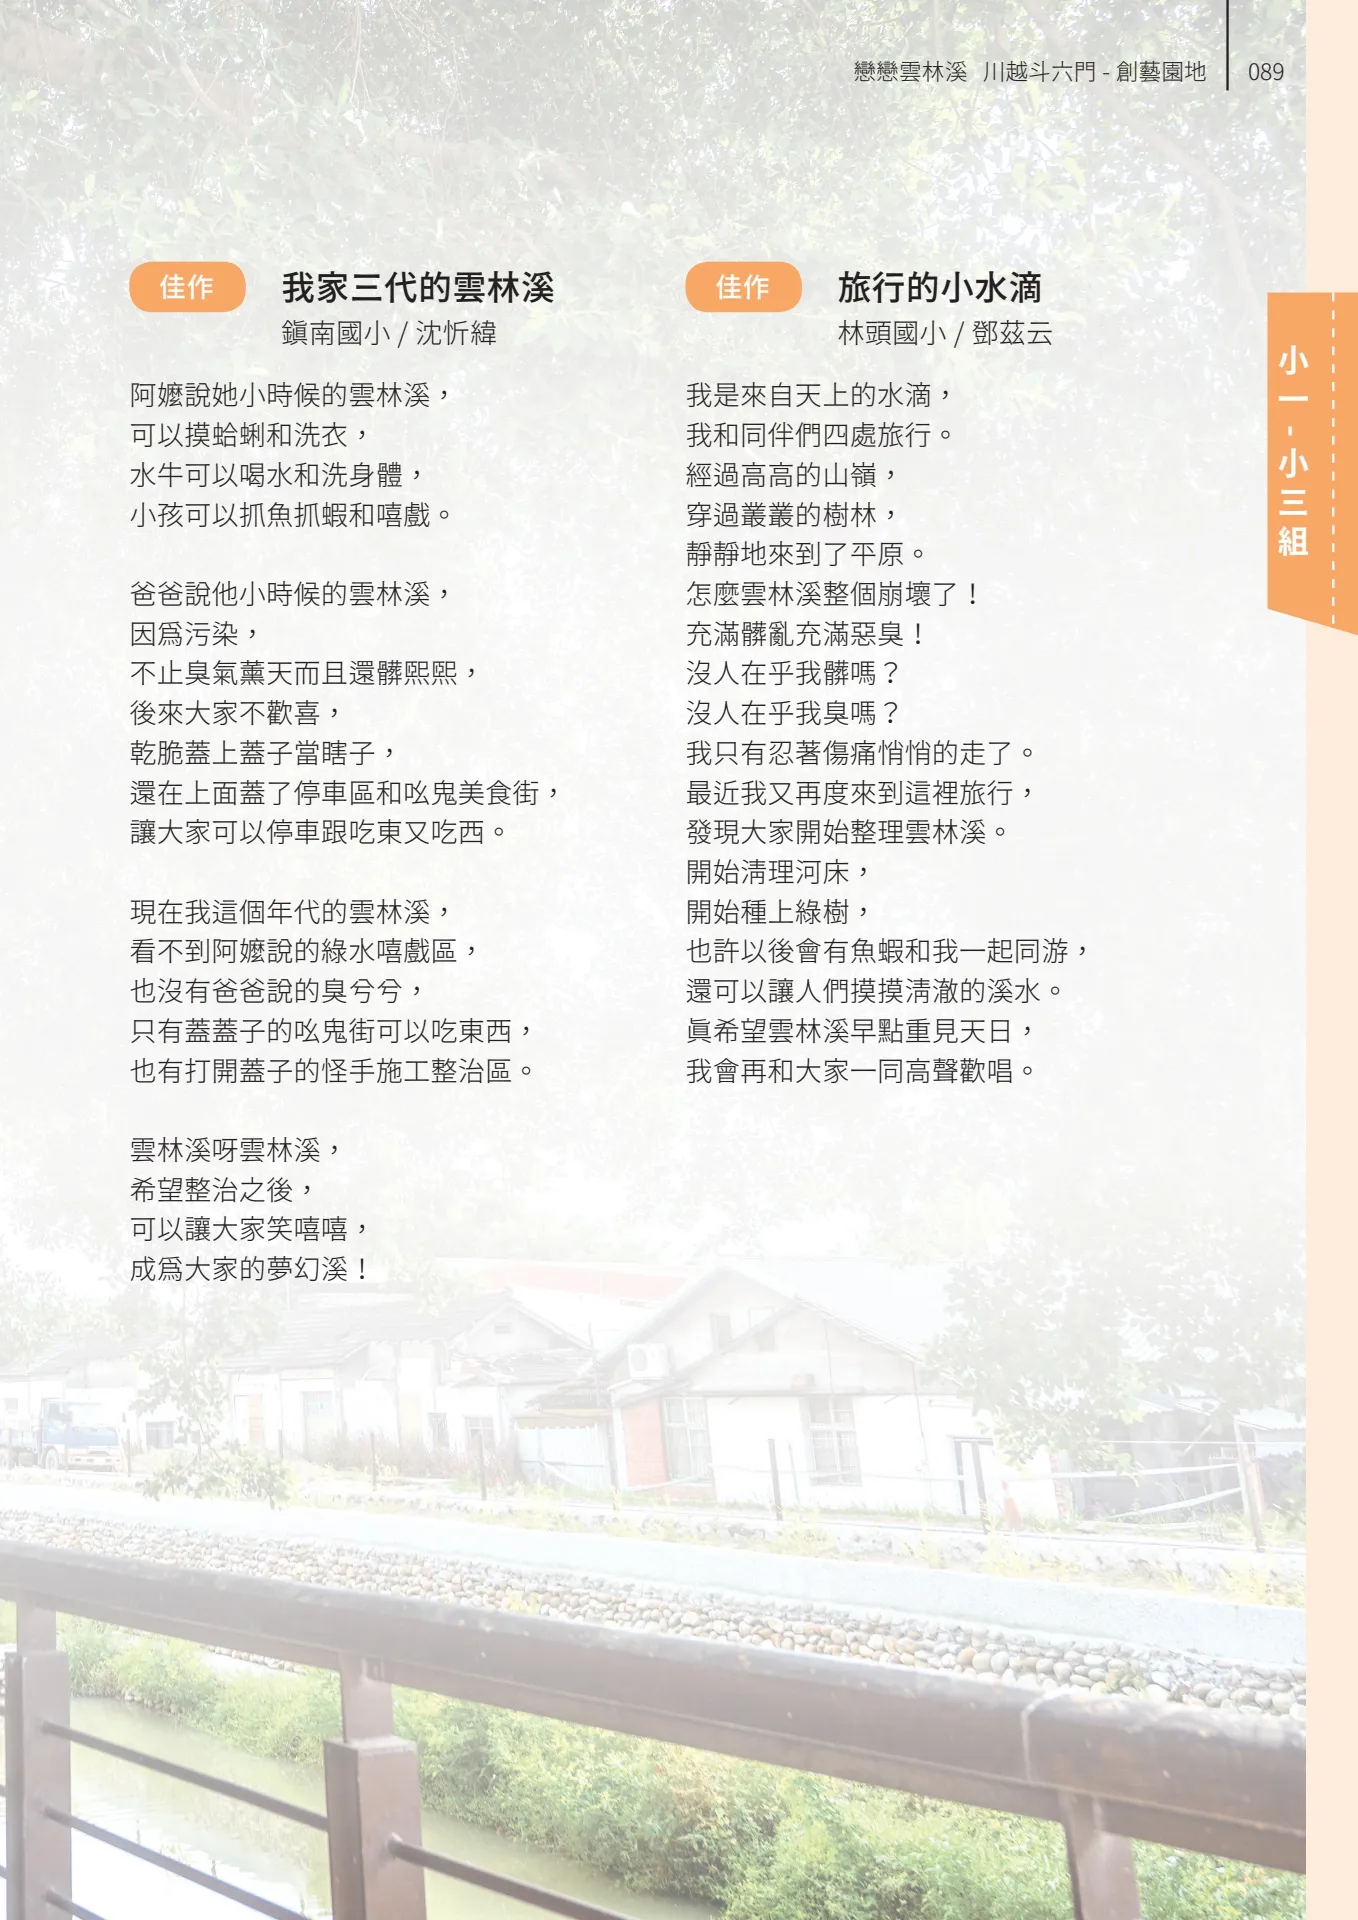 戀戀雲林溪 川越斗六門 - 創藝園地 089
佳作 我家三代的雲林溪
鎭南國小 / 沈忻緯
阿嬤說她小時候的雲林溪，
可以摸蛤蜊和洗衣，
水牛可以喝水和洗身體，
小孩可以抓魚抓蝦和嘻戲。
爸爸說他小時候的雲林溪，
因爲污染，
不止臭氣薰天而且還髒熙熙，
後來大家不歡喜，
乾脆蓋上蓋子當瞎子，
還在上面蓋了停車區和吆鬼美食街，
讓大家可以停車跟吃東又吃西。
現在我這個年代的雲林溪，
看不到阿嬤說的綠水嘻戲區，
也沒有爸爸說的臭兮兮，
只有蓋蓋子的吆鬼街可以吃東西，
也有打開蓋子的怪手施工整治區。
雲林溪呀雲林溪，
希望整治之後，
可以讓大家笑嘻嘻，
成爲大家的夢幻溪！
佳作 旅行的小水滴
林頭國小 / 鄧茲云
我是來自天上的水滴，
我和同伴們四處旅行。
經過高高的山嶺，
穿過叢叢的樹林，
靜靜地來到了平原。
怎麼雲林溪整個崩壞了！
充滿髒亂充滿惡臭！
沒人在乎我髒嗎？
沒人在乎我臭嗎？
我只有忍著傷痛悄悄的走了。
最近我又再度來到這裡旅行，
發現大家開始整理雲林溪。
開始淸理河床，
開始種上綠樹，
也許以後會有魚蝦和我一起同游，
還可以讓人們摸摸淸澈的溪水。
眞希望雲林溪早點重見天日，
我會再和大家一同高聲歡唱。
小一-小三組